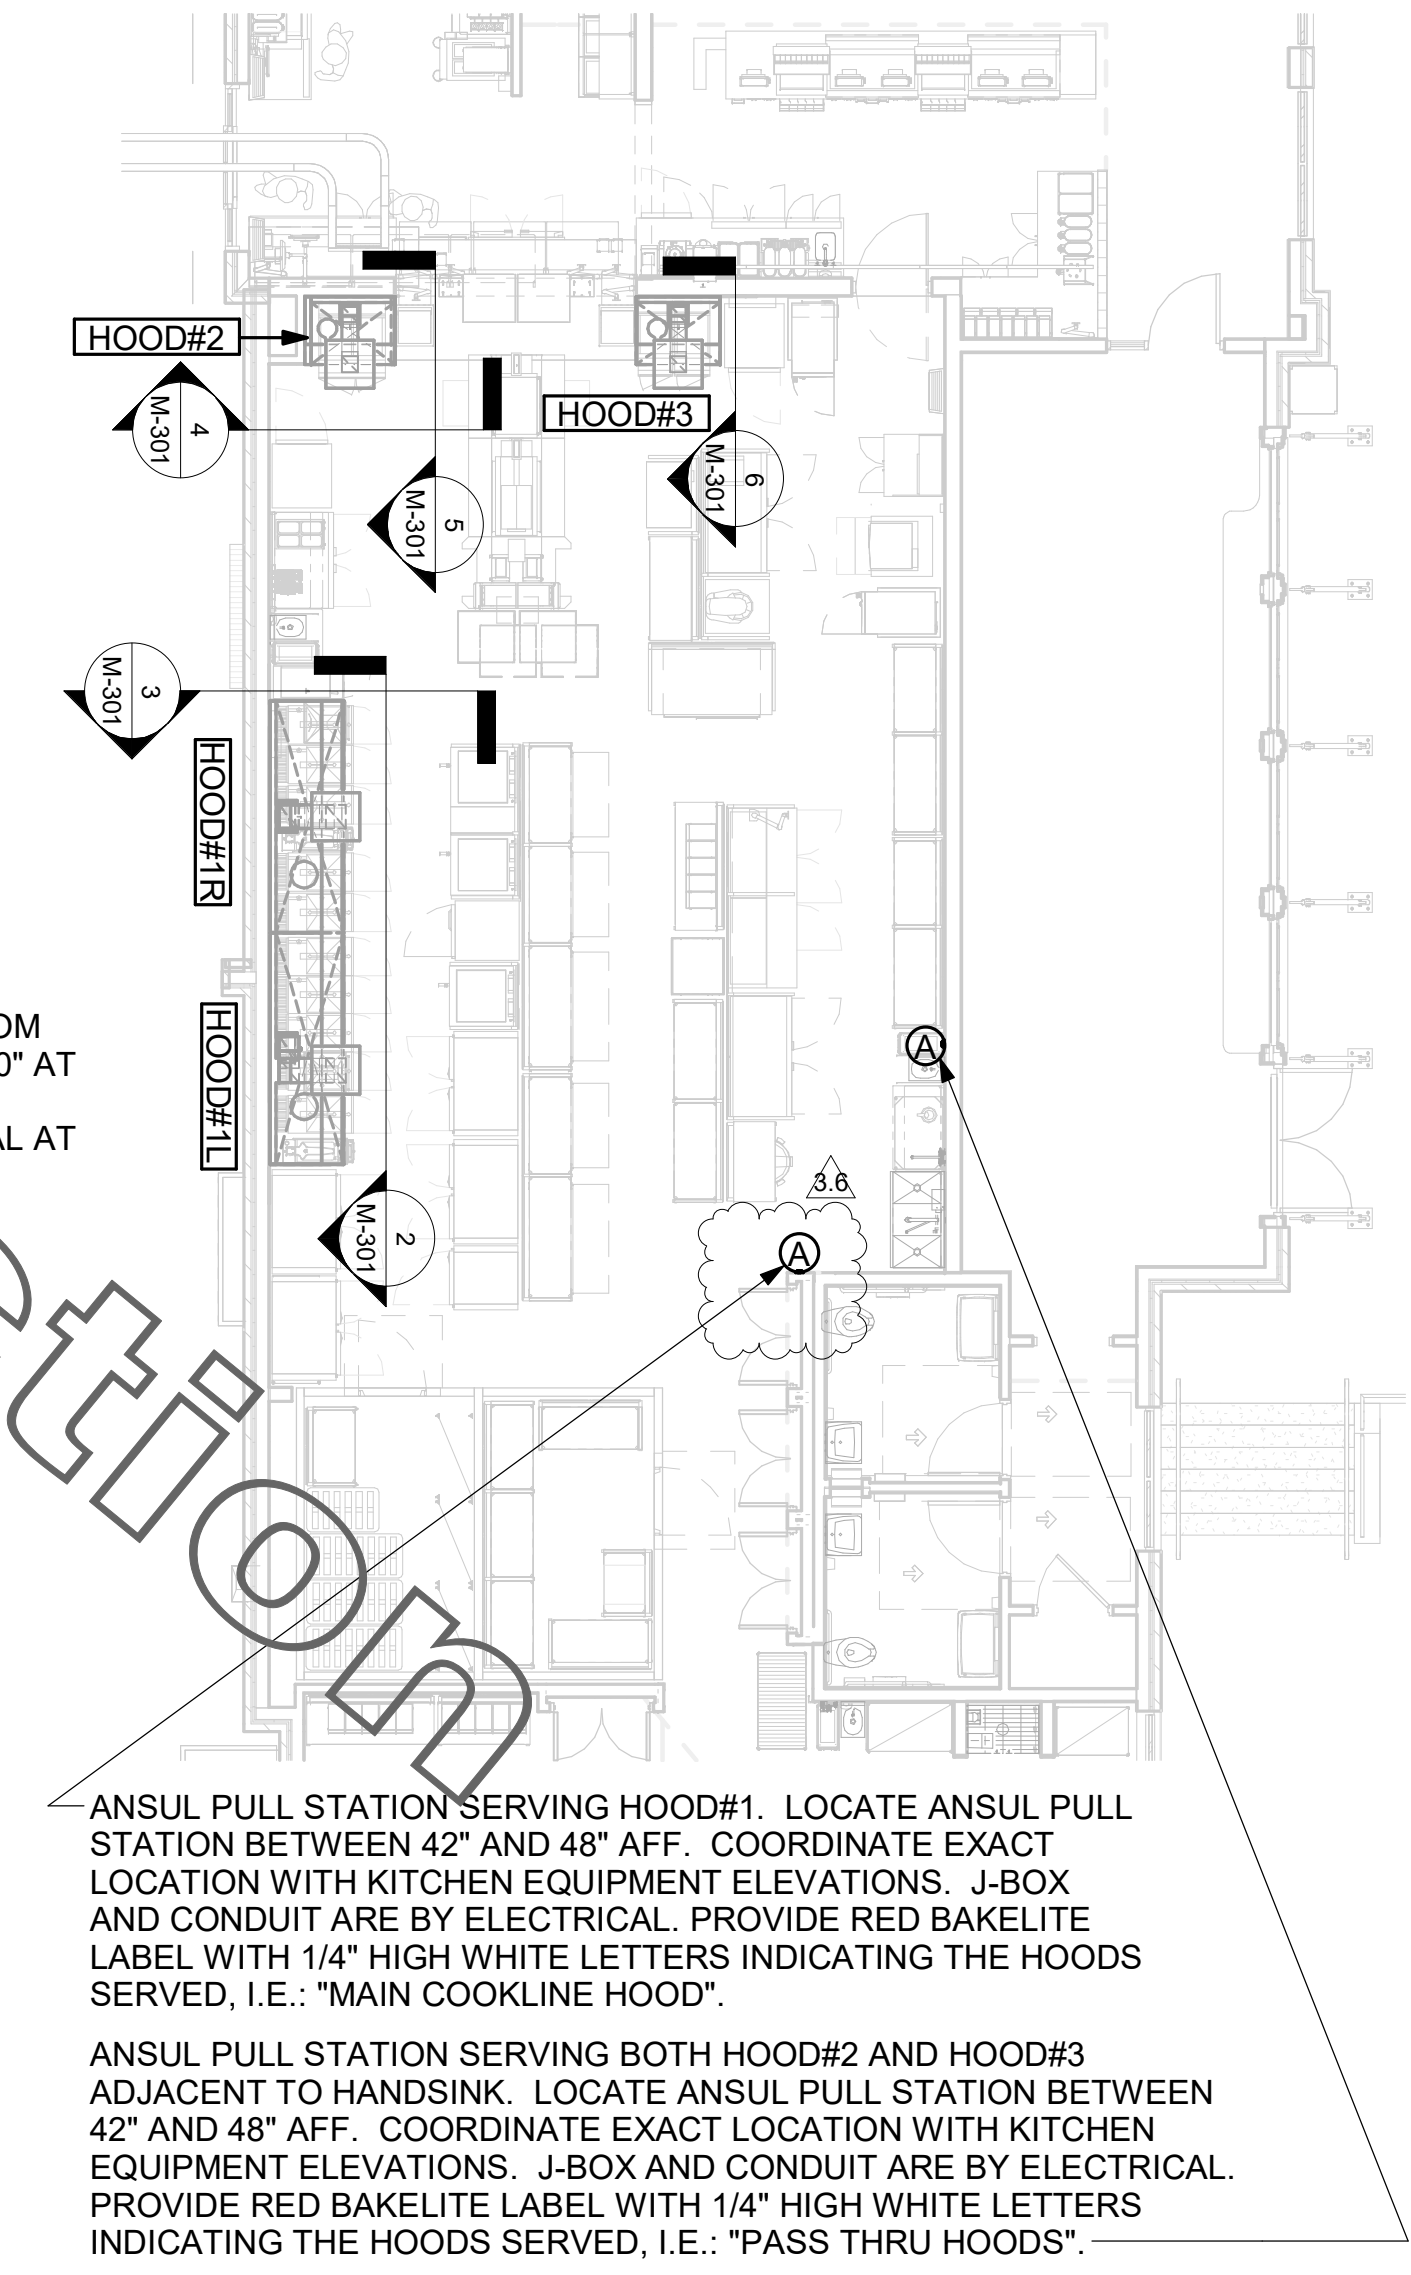 HOOD#2
4
M-301
HOOD#3
6
M-301
5
M-301
3
M-301
HOOD#1R
OM
0" AT
AL AT
HOOD#1L
A
3.6
2
M-301
A
ction
ANSUL PULL STATION SERVING HOOD#1. LOCATE ANSUL PULL
STATION BETWEEN 42" AND 48" AFF. COORDINATE EXACT
LOCATION WITH KITCHEN EQUIPMENT ELEVATIONS. J-BOX
AND CONDUIT ARE BY ELECTRICAL. PROVIDE RED BAKELITE
LABEL WITH 1/4" HIGH WHITE LETTERS INDICATING THE HOODS
SERVED, I.E.: "MAIN COOKLINE HOOD".
ANSUL PULL STATION SERVING BOTH HOOD#2 AND HOOD#3
ADJACENT TO HANDSINK. LOCATE ANSUL PULL STATION BETWEEN
42" AND 48" AFF. COORDINATE EXACT LOCATION WITH KITCHEN
EQUIPMENT ELEVATIONS. J-BOX AND CONDUIT ARE BY ELECTRICAL.
PROVIDE RED BAKELITE LABEL WITH 1/4" HIGH WHITE LETTERS
INDICATING THE HOODS SERVED, I.E.: "PASS THRU HOODS".